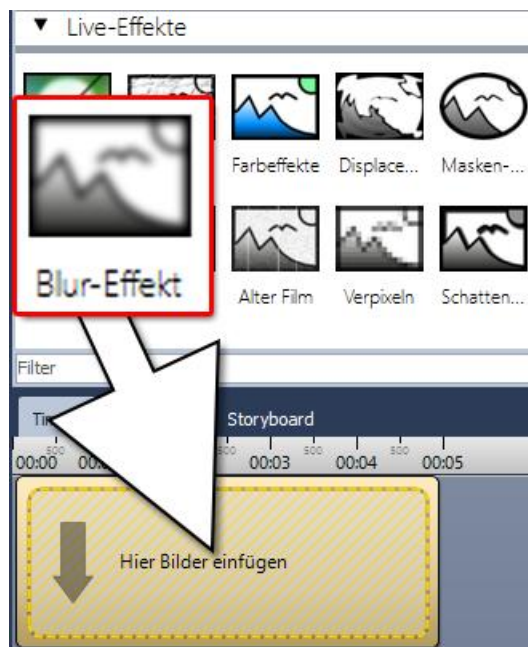 Live-Effekte
Farbeffekte
Displace...
Masken-...
Blur-Effekt
Alter Film
Verpixeln
Schatten...
Filter
Storyboard
500 500 500
00:00 00:03 00:04 00:05
Hier Bilder einfügen